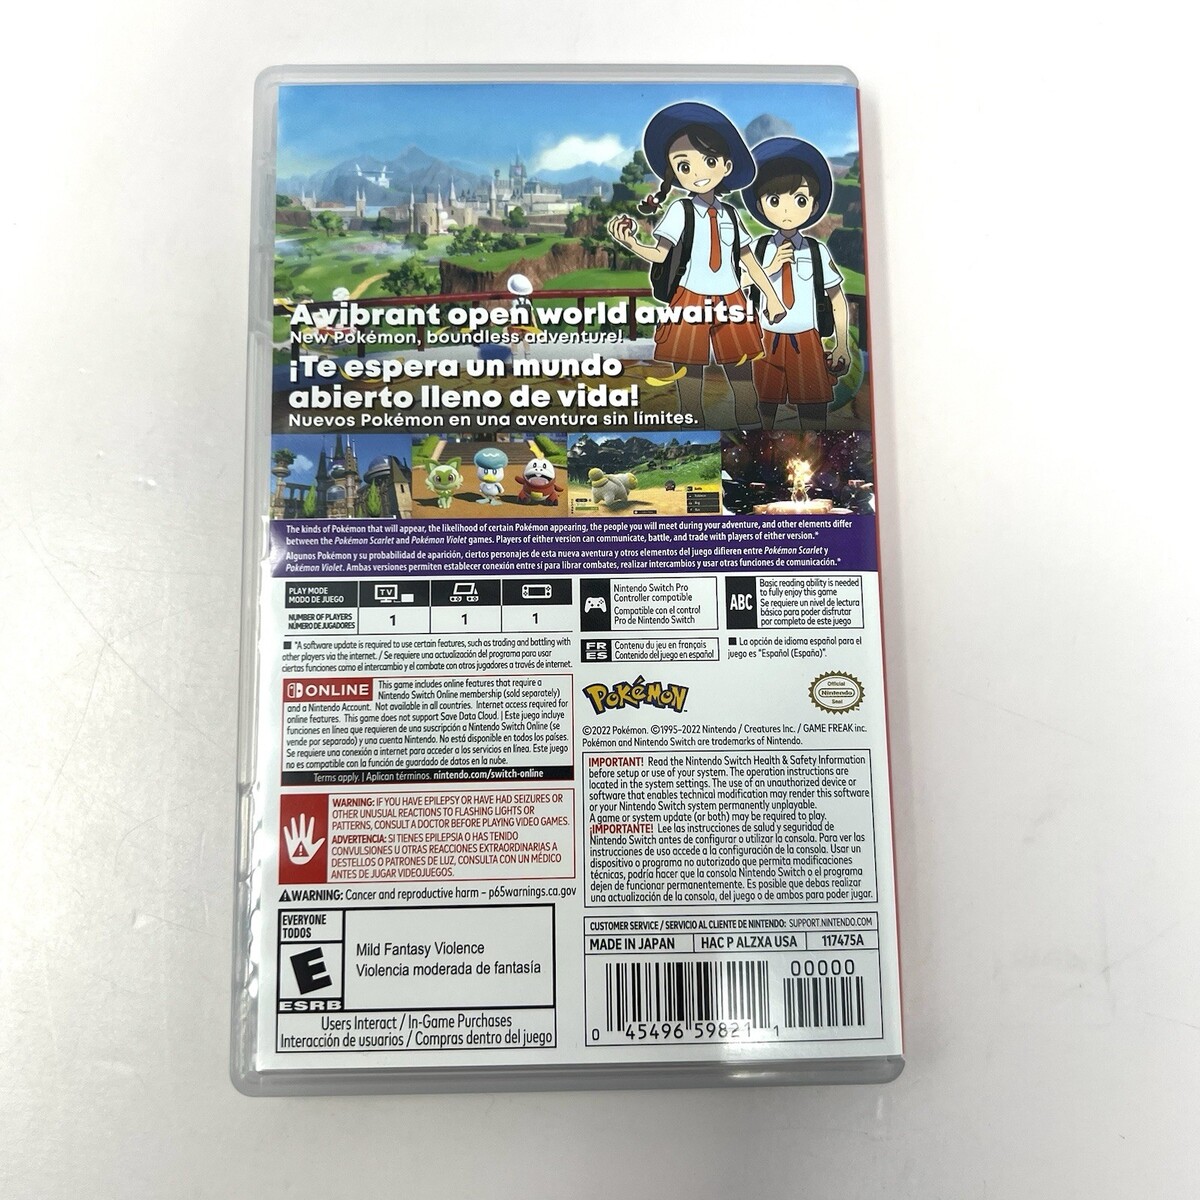 A vibrant open world awaits!
New Pokémon, boundless adventure!
¡Te espera un mundo
abierto lleno de vida!
Nuevos Pokémon en una aventura sin límites.
The kinds of Pokémon that will appear, the likelihood of certain Pokémon appearing, the people you will meet during your adventure, and other elements differ
between the Pokémon Scarlet and Pokémon Violet games. Players of either version can communicate, battle, and trade with players of either version.*
Algunos Pokémon y su probabilidad de aparición, ciertos personajes de esta nueva aventura y otros elementos del juego difieren entre Pokémon Scarlet y
Pokémon Violet. Ambas versiones permiten establecer conexión entre sí para librar combates, realizar intercambios y usar otras funciones de comunicación.*
PLAY MODE
MODO DE JUEGO
TV
NUMBER OF PLAYERS
NÚMERO DE JUGADORES
1 1 1
*A software update is required to use certain features, such as trading and battling with
other players via the internet. / Se requiere una actualización del programa para usar
ciertas funciones como el intercambio y el combate con otros jugadores a través de internet.
Nintendo Switch Pro
Controller compatible
Compatible con el control
Pro de Nintendo Switch
ABC
Basic reading ability is needed
to fully enjoy this game
Se requiere un nivel de lectura
básico para poder disfrutar
por completo de este juego
FR
ES
Contenu du jeu en français
Contenido del juego en español
La opción de idioma español para el
juego es "Español (España)".
ONLINE
This game includes online features that require a
Nintendo Switch Online membership (sold separately)
and a Nintendo Account. Not available in all countries. Internet access required for
online features. This game does not support Save Data Cloud. | Este juego incluye
funciones en línea que requieren de una suscripción a Nintendo Switch Online (se
vende por separado) y una cuenta Nintendo. No está disponible en todos los países.
Se requiere una conexión a internet para acceder a los servicios en línea. Este juego
no es compatible con la función de guardado de datos en la nube.
Terms apply. | Aplican términos. nintendo.com/switch-online
POKéMON
Official
Nintendo
Seal
©2022 Pokémon. ©1995–2022 Nintendo / Creatures Inc. / GAME FREAK inc.
Pokémon and Nintendo Switch are trademarks of Nintendo.
WARNING: IF YOU HAVE EPILEPSY OR HAVE HAD SEIZURES OR
OTHER UNUSUAL REACTIONS TO FLASHING LIGHTS OR
PATTERNS, CONSULT A DOCTOR BEFORE PLAYING VIDEO GAMES.
ADVERTENCIA: SI TIENES EPILEPSIA O HAS TENIDO
CONVULSIONES U OTRAS REACCIONES EXTRAORDINARIAS A
DESTELLOS O PATRONES DE LUZ, CONSULTA CON UN MÉDICO
ANTES DE JUGAR VIDEOJUEGOS.
WARNING: Cancer and reproductive harm – p65warnings.ca.gov
IMPORTANT! Read the Nintendo Switch Health & Safety Information
before setup or use of your system. The operation instructions are
located in the system settings. The use of an unauthorized device or
software that enables technical modification may render this software
or your Nintendo Switch system permanently unplayable.
A game or system update (or both) may be required to play.
¡IMPORTANTE! Lee las instrucciones de salud y seguridad de
Nintendo Switch antes de configurar o utilizar la consola. Para ver las
instrucciones de uso accede a la configuración de la consola. Usar un
dispositivo o programa no autorizado que permita modificaciones
técnicas, podría hacer que la consola Nintendo Switch o el programa
dejen de funcionar permanentemente. Es posible que debas realizar
una actualización de la consola, del juego o de ambos para poder jugar.
EVERYONE
TODOS
E
ESRB
Mild Fantasy Violence
Violencia moderada de fantasía
Users Interact / In-Game Purchases
Interacción de usuarios / Compras dentro del juego
CUSTOMER SERVICE / SERVICIO AL CLIENTE DE NINTENDO: SUPPORT.NINTENDO.COM
MADE IN JAPAN HAC P ALZXA USA 117475A
00000
0 45496 59821 1